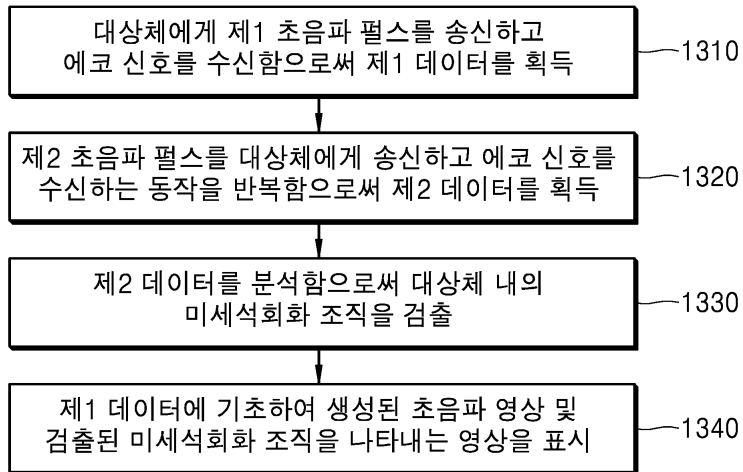 대상체에게 제1 초음파 펄스를 송신하고
에코 신호를 수신함으로써 제1 데이터를 획득
1310
제2 초음파 펄스를 대상체에게 송신하고 에코 신호를
수신하는 동작을 반복함으로써 제2 데이터를 획득
1320
제2 데이터를 분석함으로써 대상체 내의
미세석회화 조직을 검출
1330
제1 데이터에 기초하여 생성된 초음파 영상 및
검출된 미세석회화 조직을 나타내는 영상을 표시
1340